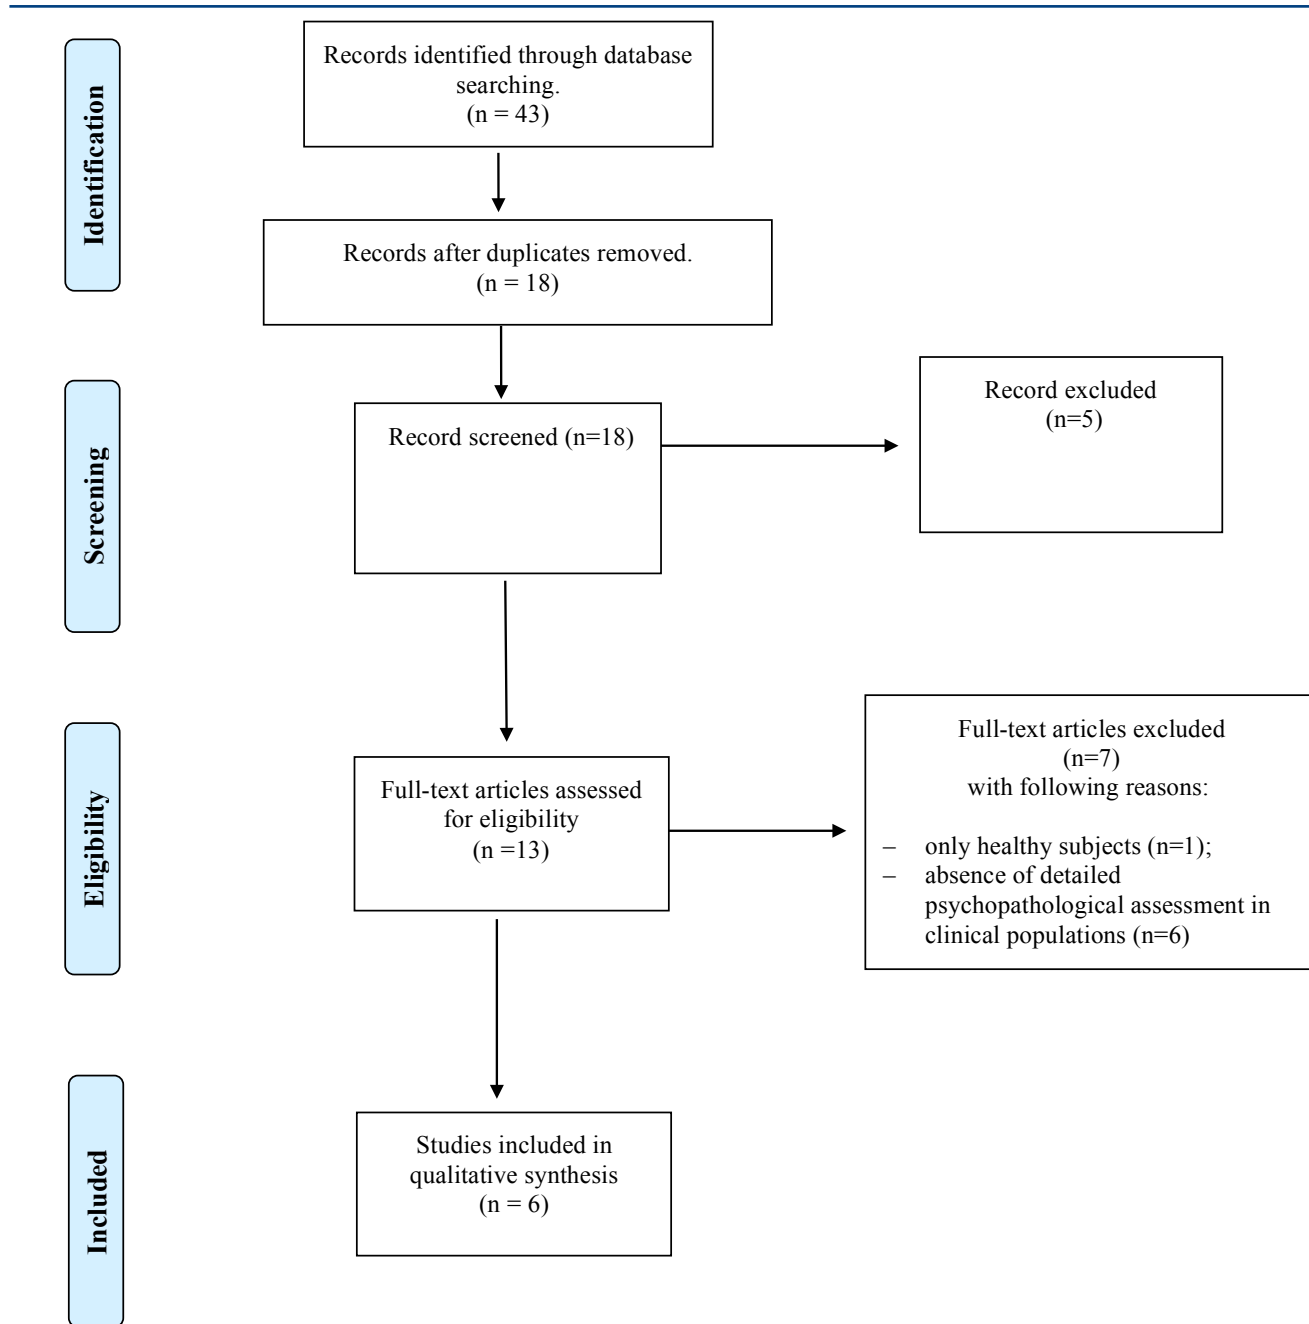 Identification
Records identified through database
searching.
(n = 43)
Records after duplicates removed.
(n = 18)
Screening
Record screened (n=18)
Record excluded
(n=5)
Eligibility
Full-text articles assessed
for eligibility
(n =13)
Full-text articles excluded
(n=7)
with following reasons:
– only healthy subjects (n=1);
– absence of detailed
psychopathological assessment in
clinical populations (n=6)
Included
Studies included in
qualitative synthesis
(n = 6)